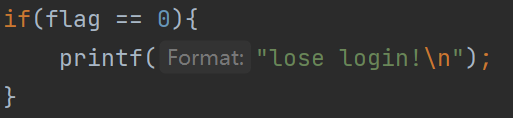 if(flag == 0){
    printf( Format: "lose login!\n");
}